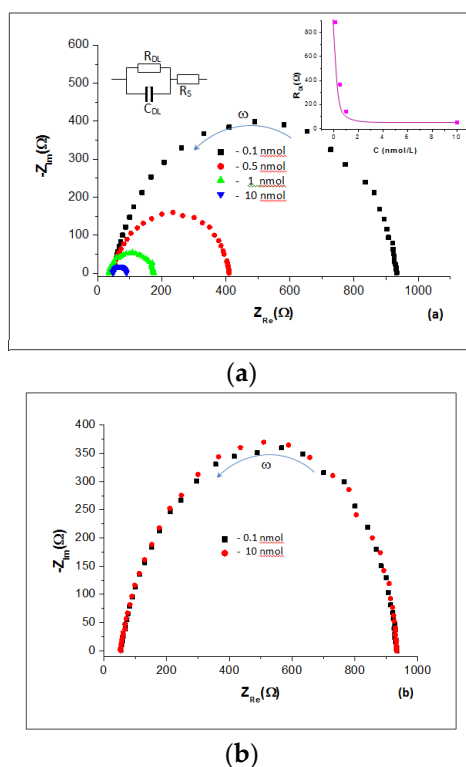 600
500
400
300
200
100
0
-Z_Im(Ω)
R_DL
C_DL
R_S
ω
- 0.1 nmol
- 0.5 nmol
- 1 nmol
- 10 nmol
800
600
400
200
0
0 2 4 6 8 10
C (nmol/L)
0 200 400 600 800 1000
Z_Re(Ω)
(a)
(a)
400
350
300
250
200
150
100
50
0
-Z_Im(Ω)
ω
- 0.1 nmol
- 10 nmol
0 200 400 600 800 1000
Z_Re(Ω)
(b)
(b)